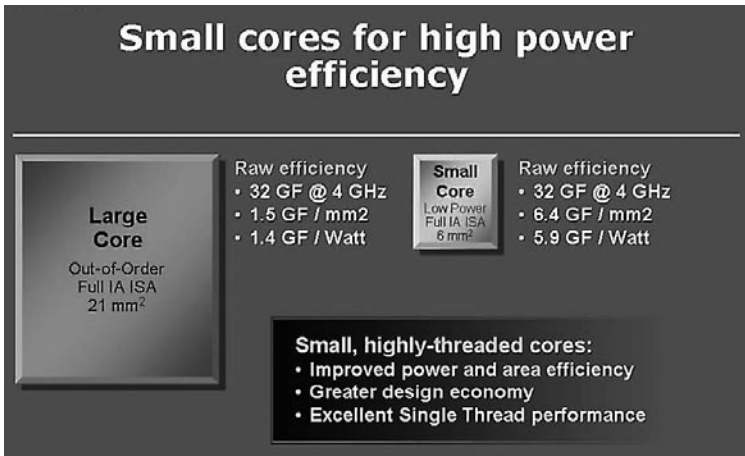 Small cores for high power
efficiency
Large
Core
Out-of-Order
Full IA ISA
21 mm²
Raw efficiency
• 32 GF @ 4 GHz
• 1.5 GF / mm2
• 1.4 GF / Watt
Small
Core
Low Power
Full IA ISA
6 mm²
Raw efficiency
• 32 GF @ 4 GHz
• 6.4 GF / mm2
• 5.9 GF / Watt
Small, highly-threaded cores:
• Improved power and area efficiency
• Greater design economy
• Excellent Single Thread performance